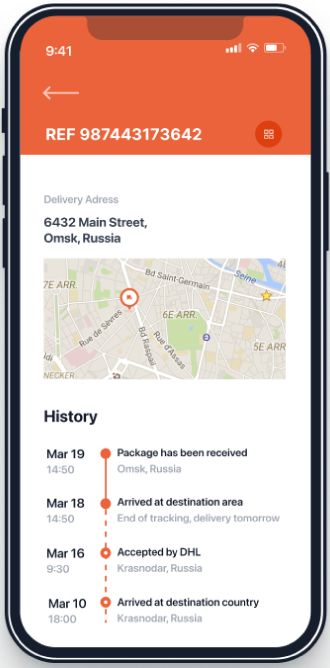 9:41
REF 987443173642
Delivery Adress
6432 Main Street,
Omsk, Russia
Bd Saint-Germain
Seine
7E ARR.
6E ARR.
Rue de Sèvres
Bd Raspail
Rue d'Assas
5E ARR
NECKER
History
Mar 19 Package has been received
14:50 Omsk, Russia
Mar 18 Arrived at destination area
14:50 End of tracking, delivery tomorrow
Mar 16 Accepted by DHL
9:30 Krasnodar, Russia
Mar 10 Arrived at destination country
18:00 Krasnodar, Russia